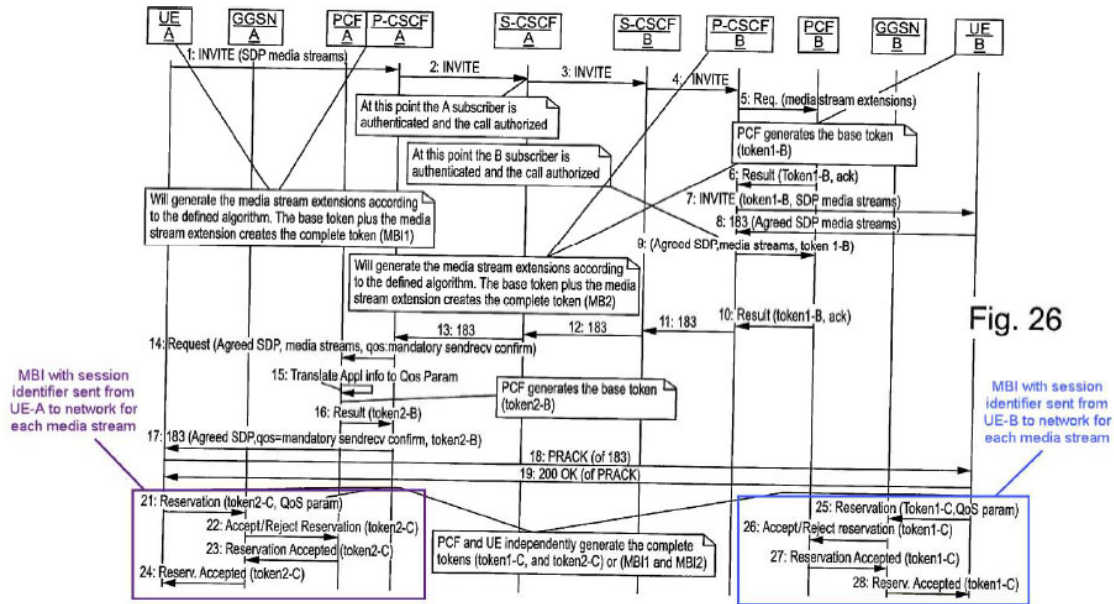 UE
A
GGSN
A
PCF
A
P-CSCF
A
S-CSCF
A
S-CSCF
B
P-CSCF
B
PCF
B
GGSN
B
UE
B
1: INVITE (SDP media streams)
2: INVITE
3: INVITE
4: INVITE
5: Req. (media stream extensions)
At this point the A subscriber is
authenticated and the call authorized
PCF generates the base token
(token1-B)
At this point the B subscriber is
authenticated and the call authorized
6: Result (Token1-B, ack)
7: INVITE (token1-B, SDP media streams)
Will generate the media stream extensions according
to the defined algorithm. The base token plus the media
stream extension creates the complete token (MBI1)
8: 183 (Agreed SDP media streams)
9: (Agreed SDP,media streams, token 1-B)
Will generate the media stream extensions according
to the defined algorithm. The base token plus the media
stream extension creates the complete token (MB2)
10: Result (token1-B, ack)
Fig. 26
13: 183
12: 183
11: 183
14: Request (Agreed SDP, media streams, qos:mandatory sendrecv confirm)
15: Translate Appl info to Qos Param
PCF generates the base token
(token2-B)
MBI with session
identifier sent from
UE-A to network for
each media stream
MBI with session
identifier sent from
UE-B to network for
each media stream
16: Result (token2-B)
17: 183 (Agreed SDP,qos=mandatory sendrecv confirm, token2-B)
18: PRACK (of 183)
19: 200 OK (of PRACK)
21: Reservation (token2-C, QoS param)
22: Accept/Reject Reservation (token2-C)
23: Reservation Accepted (token2-C)
24: Reserv. Accepted (token2-C)
PCF and UE independently generate the complete
tokens (token1-C, and token2-C) or (MBI1 and MBI2)
25: Reservation (Token1-C,QoS param)
26: Accept/Reject reservation (token1-C)
27: Reservation Accepted (token1-C)
28: Reserv. Accepted (token1-C)